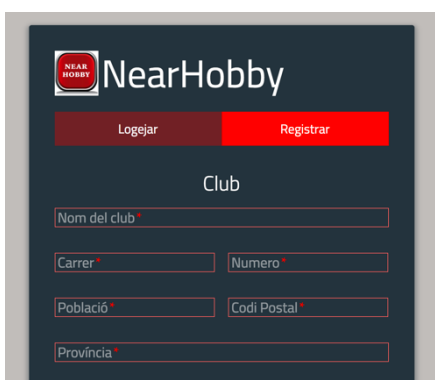 NEAR
HOBBY
NearHobby
Logejar Registrar
Club
Nom del club*
Carrer* Numero*
Població* Codi Postal*
Província*